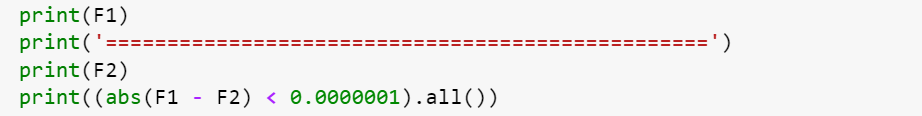 print(F1)
print('=================================================')
print(F2)
print((abs(F1 - F2) < 0.0000001).all())